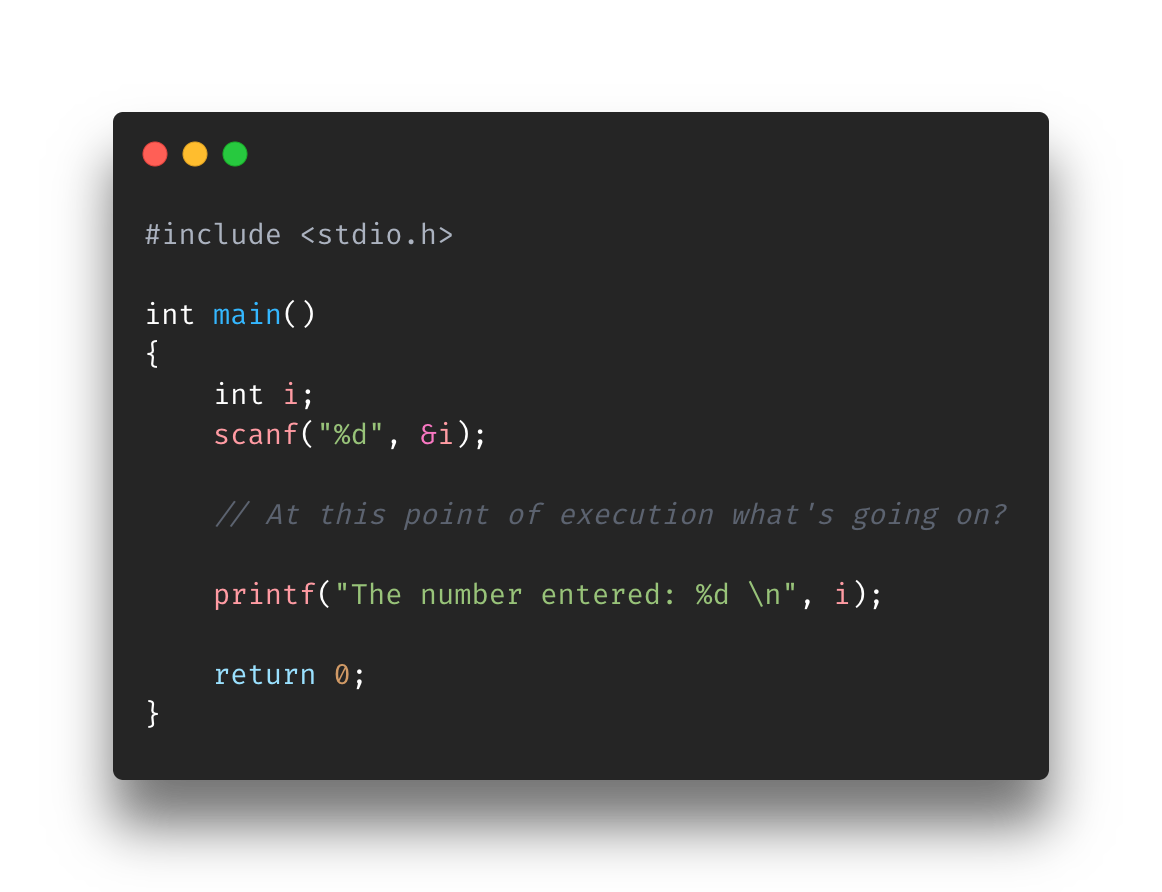 #include <stdio.h>
int main()
{
    int i;
    scanf("%d", &i);
    // At this point of execution what's going on?
    printf("The number entered: %d \n", i);
    return 0;
}